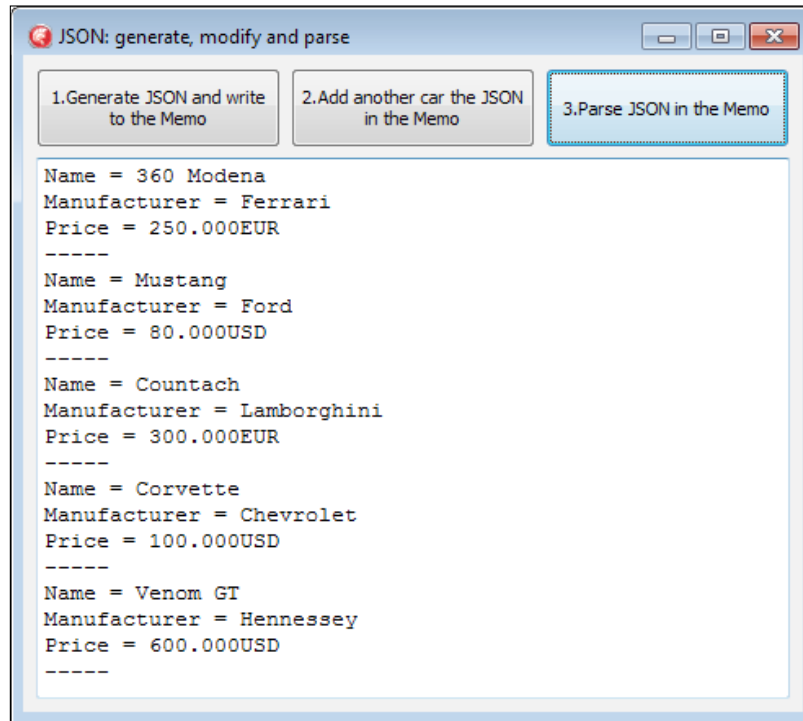 JSON: generate, modify and parse
1.Generate JSON and write
to the Memo
2.Add another car the JSON
in the Memo
3.Parse JSON in the Memo
Name = 360 Modena
Manufacturer = Ferrari
Price = 250.000EUR
-----
Name = Mustang
Manufacturer = Ford
Price = 80.000USD
-----
Name = Countach
Manufacturer = Lamborghini
Price = 300.000EUR
-----
Name = Corvette
Manufacturer = Chevrolet
Price = 100.000USD
-----
Name = Venom GT
Manufacturer = Hennessey
Price = 600.000USD
-----